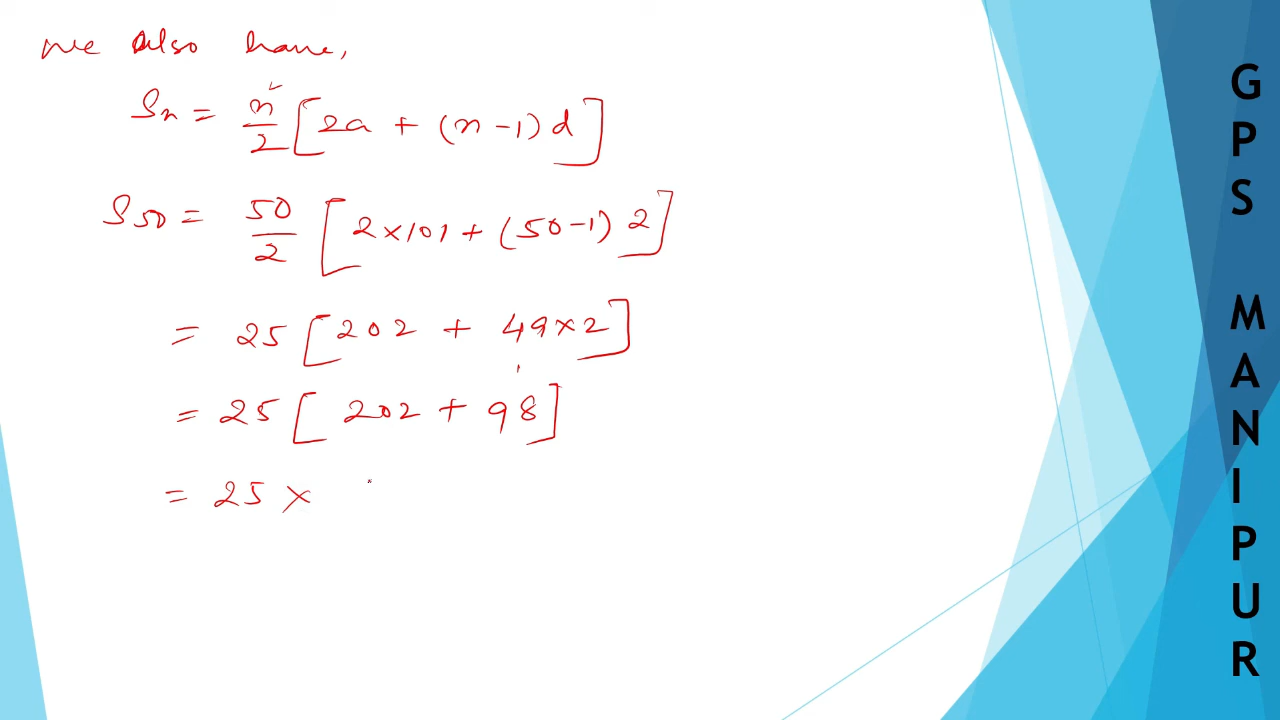 we also have,
Sn = n/2 [2a + (n-1)d]
S50 = 50/2 [2×101 + (50-1)2]
= 25 [202 + 49×2]
= 25 [202 + 98]
= 25 ×
GPS MANIPUR